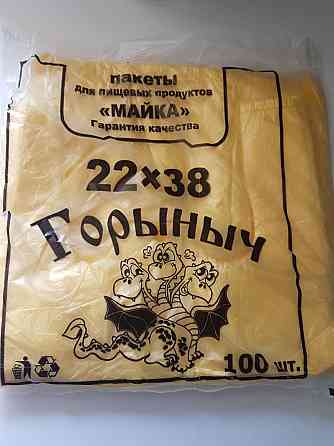 пакеты
для пищевых продуктов
«МАЙКА»
Гарантия качества
22×38
Горыныч
100 шт.